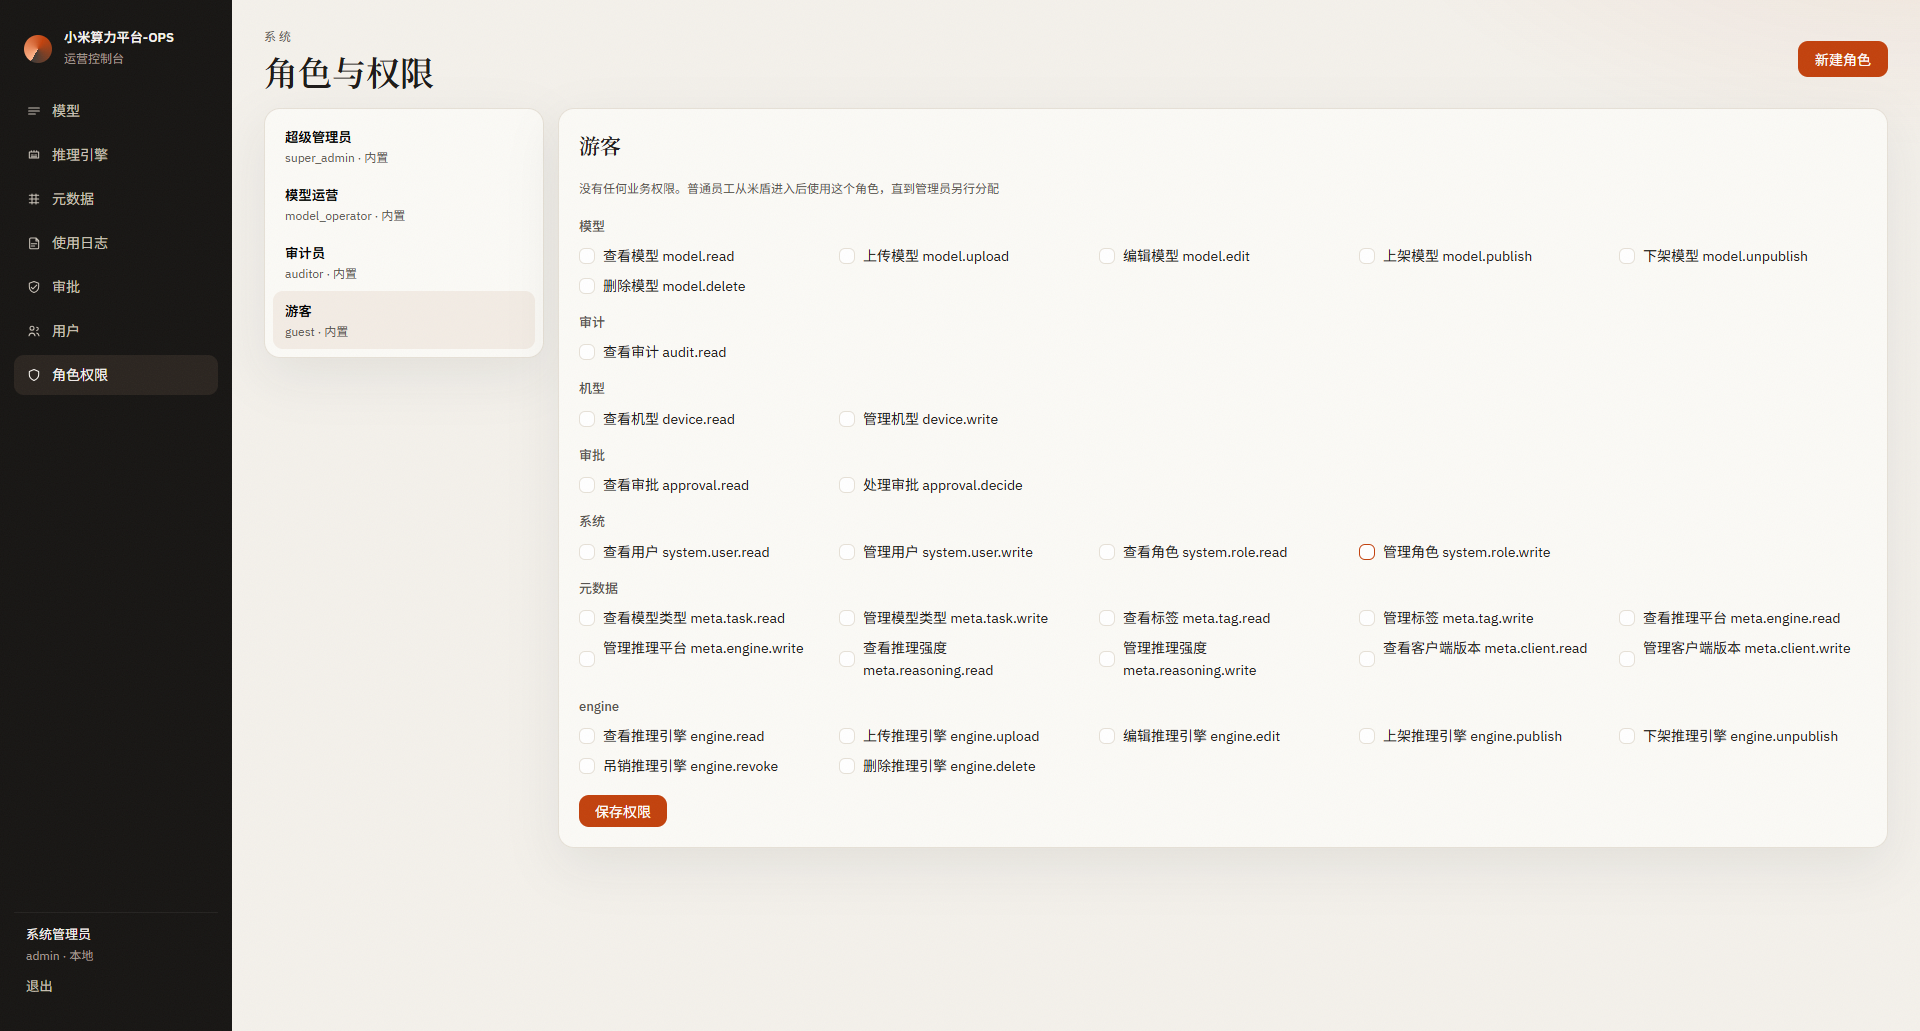 小米算力平台-OPS
运营控制台
模型
推理引擎
元数据
使用日志
审批
用户
角色权限
系统管理员
admin · 本地
退出
系统
角色与权限
新建角色
超级管理员
super_admin · 内置
模型运营
model_operator · 内置
审计员
auditor · 内置
游客
guest · 内置
游客
没有任何业务权限。普通员工从米盾进入后使用这个角色，直到管理员另行分配
模型
查看模型 model.read 上传模型 model.upload 编辑模型 model.edit 上架模型 model.publish 下架模型 model.unpublish
删除模型 model.delete
审计
查看审计 audit.read
机型
查看机型 device.read 管理机型 device.write
审批
查看审批 approval.read 处理审批 approval.decide
系统
查看用户 system.user.read 管理用户 system.user.write 查看角色 system.role.read 管理角色 system.role.write
元数据
查看模型类型 meta.task.read 管理模型类型 meta.task.write 查看标签 meta.tag.read 管理标签 meta.tag.write 查看推理平台 meta.engine.read
管理推理平台 meta.engine.write 查看推理强度 管理推理强度 查看客户端版本 meta.client.read 管理客户端版本 meta.client.write
meta.reasoning.read meta.reasoning.write
engine
查看推理引擎 engine.read 上传推理引擎 engine.upload 编辑推理引擎 engine.edit 上架推理引擎 engine.publish 下架推理引擎 engine.unpublish
吊销推理引擎 engine.revoke 删除推理引擎 engine.delete
保存权限